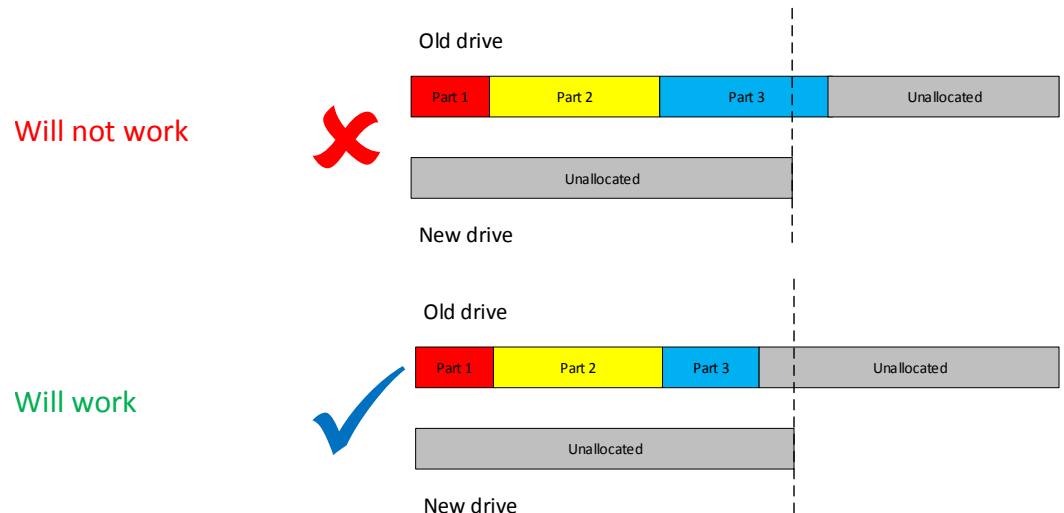 Old drive
Part 1 Part 2 Part 3 Unallocated
Will not work
Unallocated
New drive
Old drive
Part 1 Part 2 Part 3 Unallocated
Will work
Unallocated
New drive